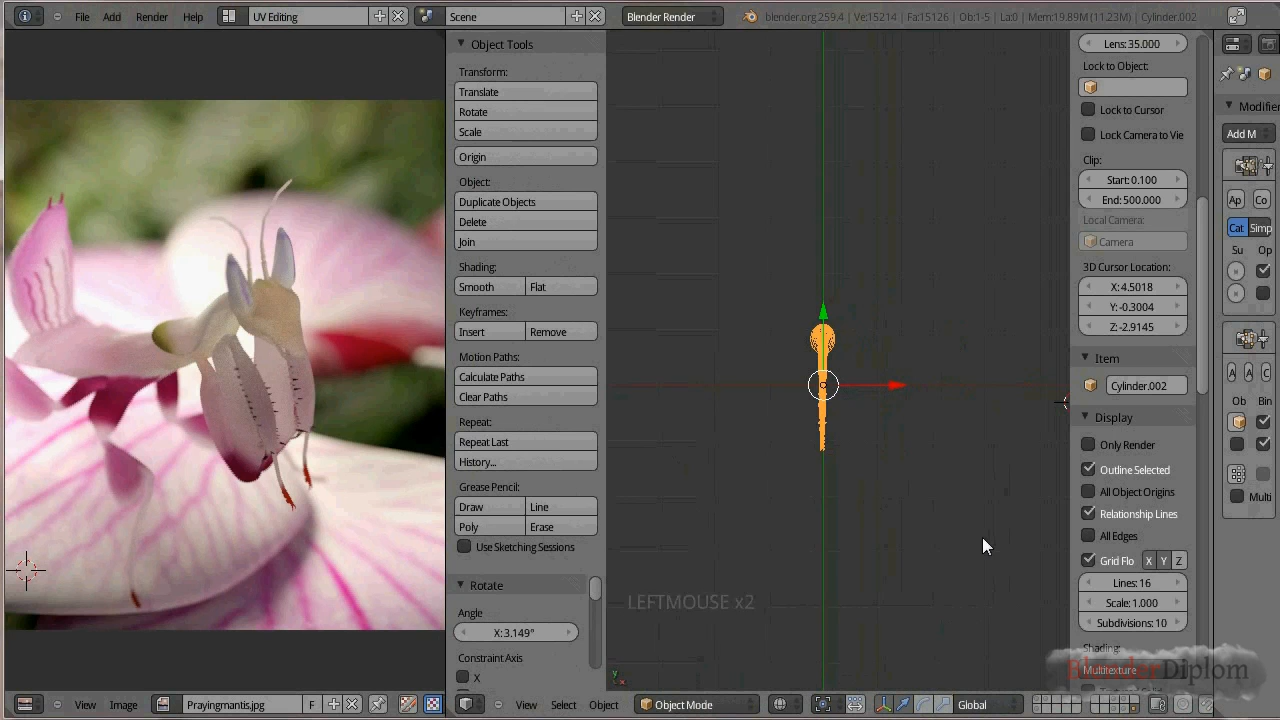 File Add Render Help UV Editing Scene Blender Render blender.org 259.4 | Ve:15214 | Fa:15126 | Ob:1-5 | La:0 | Mem:19.89M (11.23M) | Cylinder.002
Object Tools
Transform:
Translate
Rotate
Scale
Origin
Object:
Duplicate Objects
Delete
Join
Shading:
Smooth Flat
Keyframes:
Insert Remove
Motion Paths:
Calculate Paths
Clear Paths
Repeat:
Repeat Last
History...
Grease Pencil:
Draw Line
Poly Erase
Use Sketching Sessions
Rotate
Angle
X: 3.149°
Constraint Axis
X
LEFTMOUSE x2
y
x
Lens: 35.000
Lock to Object:
Lock to Cursor
Lock Camera to Vie
Clip:
Start: 0.100
End: 500.000
Local Camera:
Camera
3D Cursor Location:
X: 4.5018
Y: -0.3004
Z: -2.9145
Item
Cylinder.002
Display
Only Render
Outline Selected
All Object Origins
Relationship Lines
All Edges
Grid Flo X Y Z
Lines: 16
Scale: 1.000
Subdivisions: 10
Shading:
Multitexture
BlenderDiplom
Modifier
Add M
Ap Co
Cat Simp
Su Op
A A C
Ob Bin
Multi
View Image Prayingmantis.jpg F View Select Object Object Mode Global